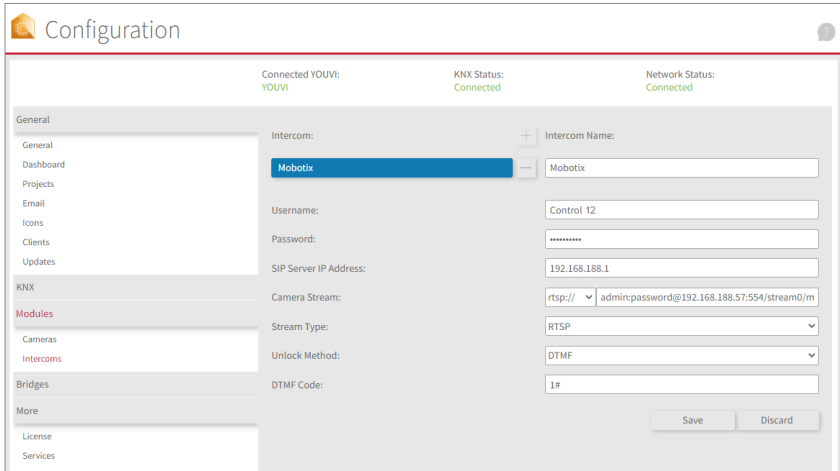 Configuration
?
Connected YOUVI: KNX Status: Network Status:
YOUVI Connected Connected
General
General
Dashboard
Projects
Email
Icons
Clients
Updates
KNX
Modules
Cameras
Intercoms
Bridges
More
License
Services
Intercom: + Intercom Name:
Mobotix – Mobotix
Username: Control 12
Password: ••••••••••
SIP Server IP Address: 192.168.188.1
Camera Stream: rtsp:// admin:password@192.168.188.57:554/stream0/m
Stream Type: RTSP
Unlock Method: DTMF
DTMF Code: 1#
Save Discard